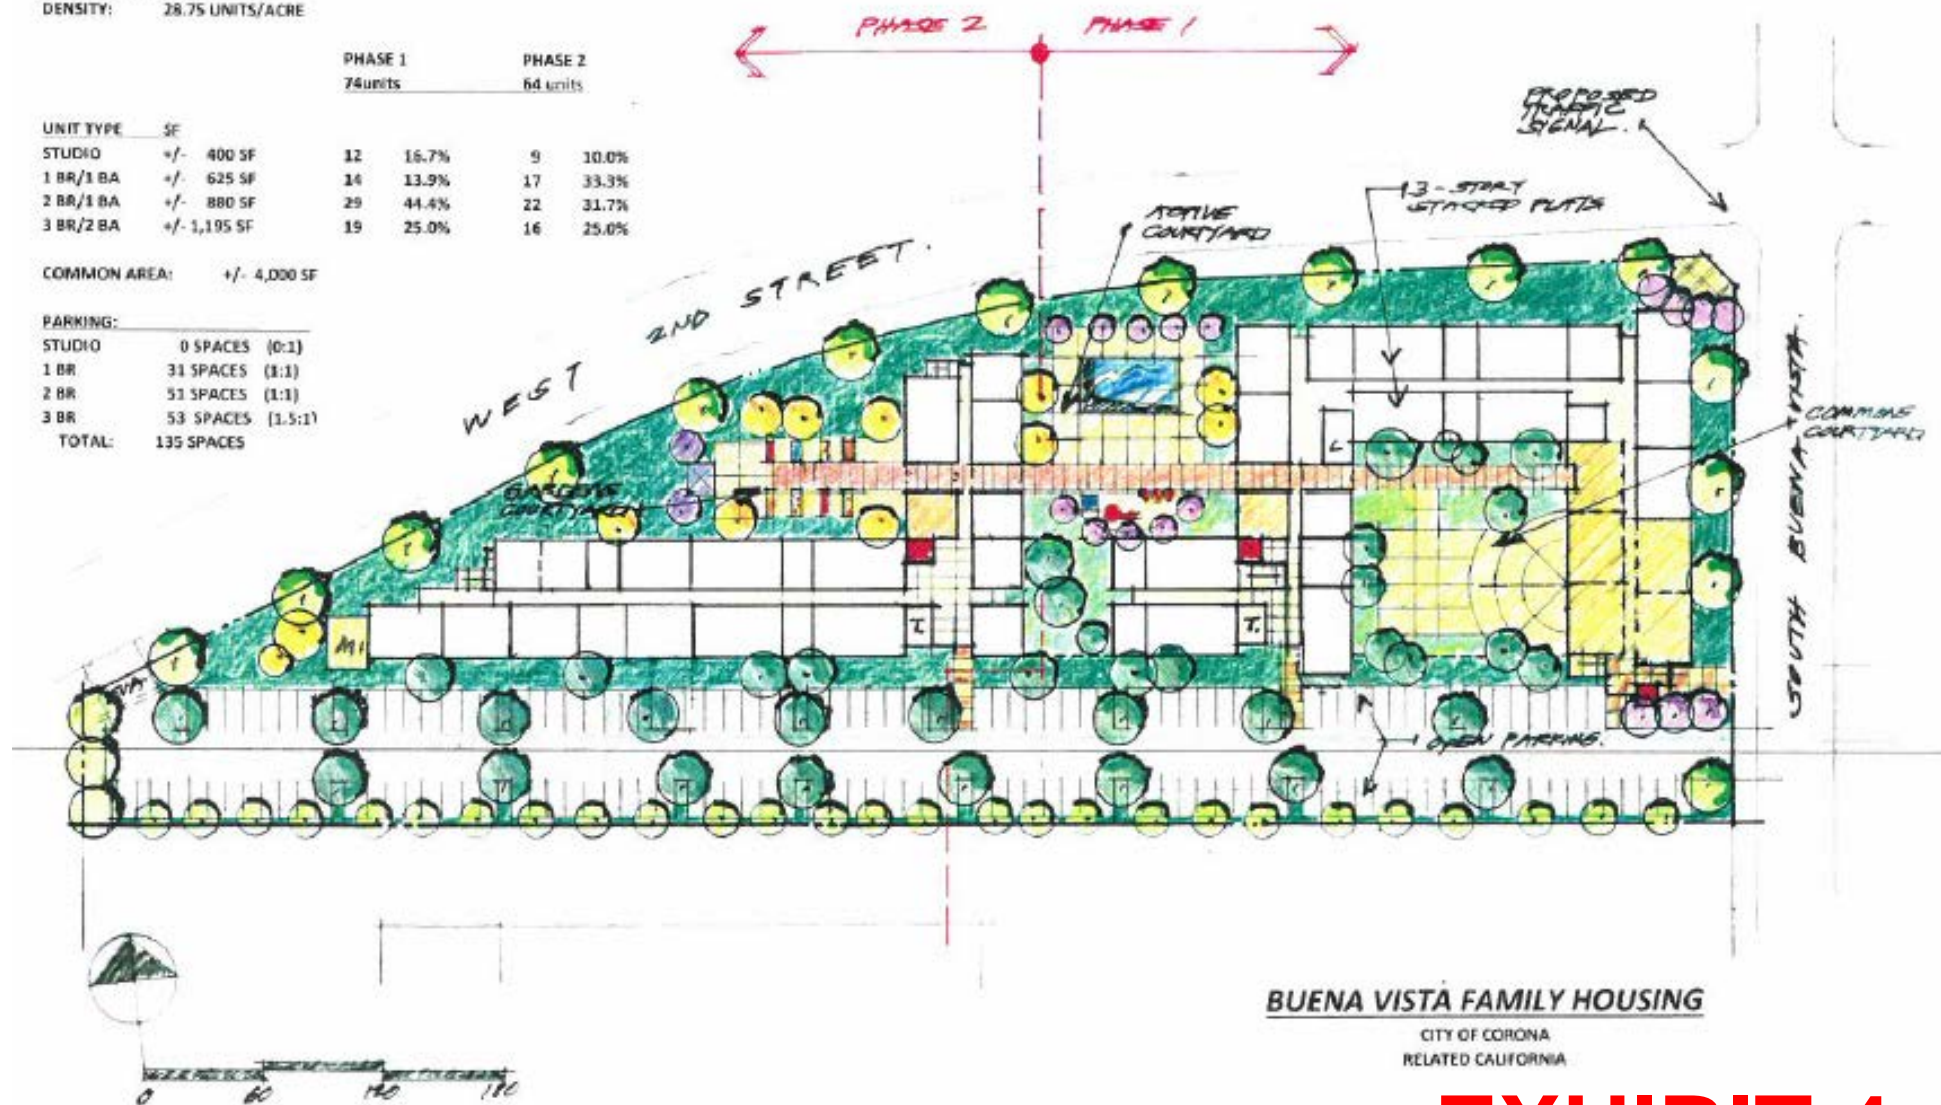 DENSITY: 28.75 UNITS/ACRE
PHASE 2 PHASE 1
PHASE 1 PHASE 2
74units 64 units
UNIT TYPE SF
STUDIO +/- 400 SF 12 16.7% 9 10.0%
1 BR/1 BA +/- 625 SF 14 13.9% 17 33.3%
2 BR/1 BA +/- 880 SF 29 44.4% 22 31.7%
3 BR/2 BA +/- 1,195 SF 19 25.0% 16 25.0%
COMMON AREA: +/- 4,000 SF
PARKING:
STUDIO 0 SPACES (0:1)
1 BR 31 SPACES (1:1)
2 BR 51 SPACES (1:1)
3 BR 53 SPACES (1.5:1)
TOTAL: 135 SPACES
PROPOSED
TRAFFIC
SIGNAL.
3-STORY
STACKED FLATS
ACTIVE
COURTYARD
WEST 2ND STREET.
COMMONS
COURTYARD
SOUTH BUENA VISTA.
GARDENS
COURTYARD
L
T.
T.
OPEN PARKING.
0 60 120 180
BUENA VISTA FAMILY HOUSING
CITY OF CORONA
RELATED CALIFORNIA